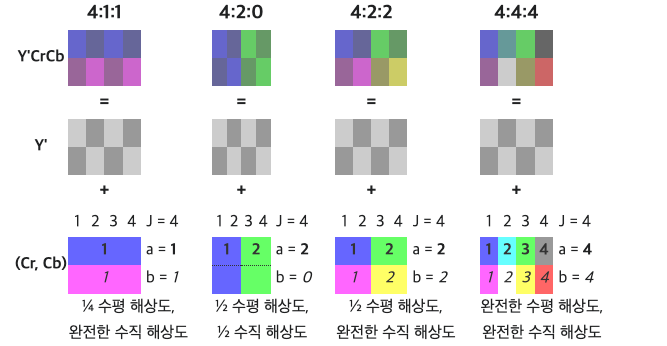 4:1:1 4:2:0 4:2:2 4:4:4
Y'CrCb
= = = =
Y'
+ + + +
1 2 3 4 J = 4 1 2 3 4 J = 4 1 2 3 4 J = 4 1 2 3 4 J = 4
1 a = 1 1 2 a = 2 1 2 a = 2 1 2 3 4 a = 4
(Cr, Cb)
1 b = 1 b = 0 1 2 b = 2 1 2 3 4 b = 4
¼ 수평 해상도, ½ 수평 해상도, ½ 수평 해상도, 완전한 수평 해상도,
완전한 수직 해상도 ½ 수직 해상도 완전한 수직 해상도 완전한 수직 해상도